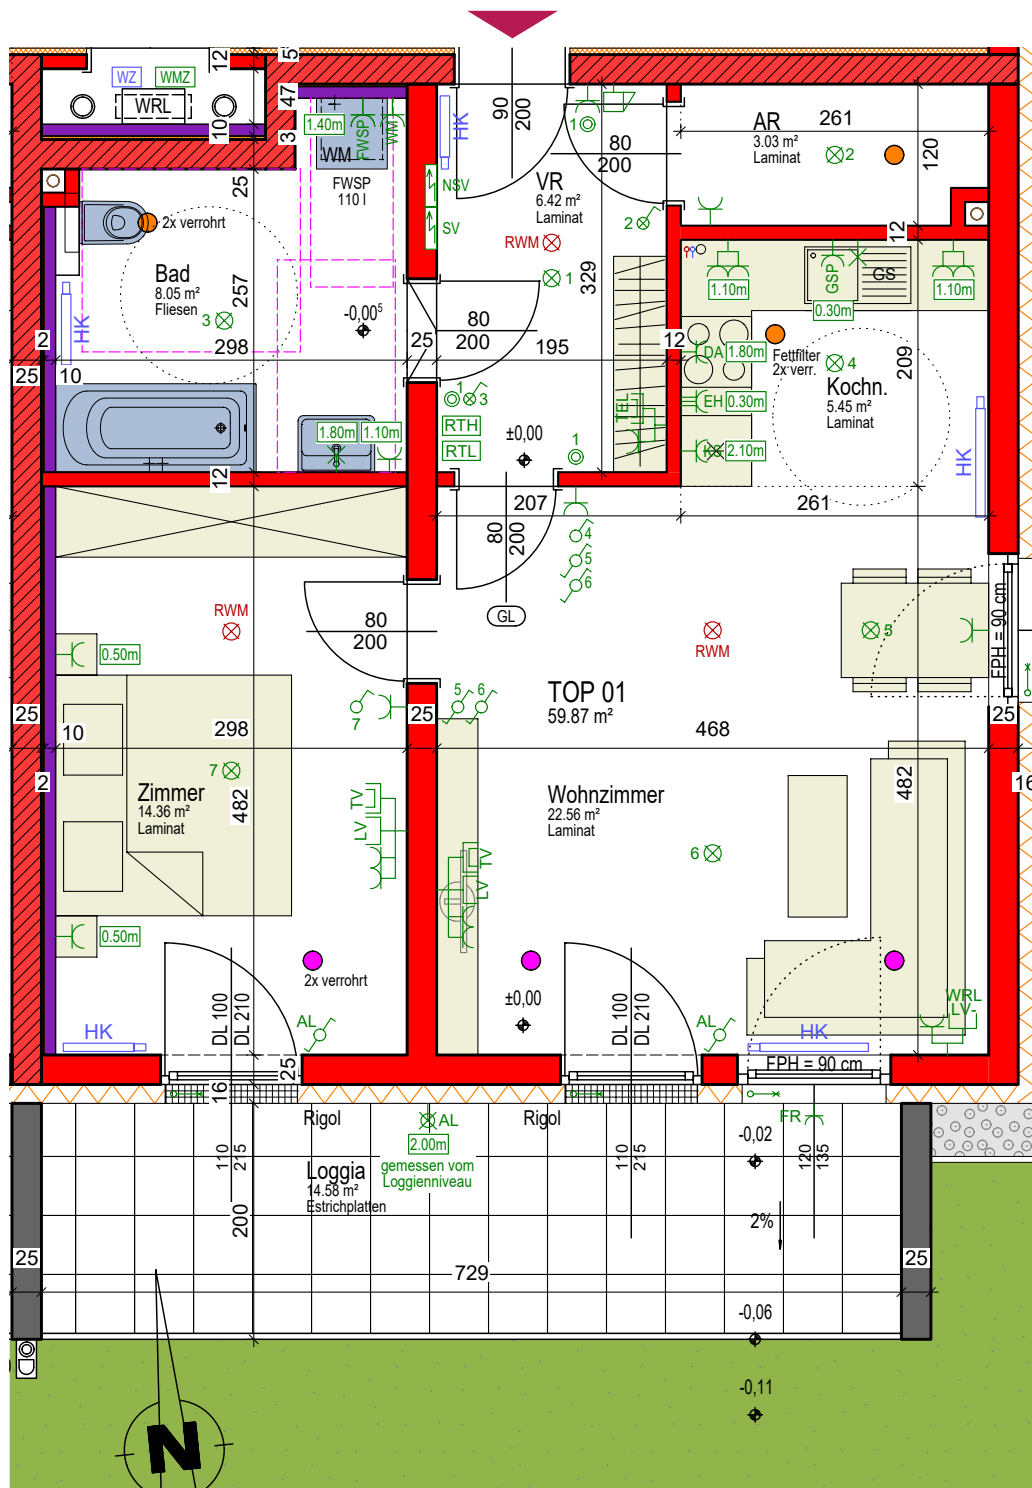 12
5
WZ
WMZ
WRL
10
47
3
1.40m
FWSP
WM
WM
FWSP
110 l
25
HK
NSV
SV
90
200
1
80
200
VR
6.42 m²
Laminat
2
RWM
1
329
AR
3.03 m²
Laminat
261
2
120
12
2x verrohrt
Bad
8.05 m²
Fliesen
257
3
-0,00⁵
HK
2
298
25
80
200
195
12
25
10
1.10m
GSP
GS
1.10m
0.30m
DA
1.80m
Fettfilter
2x verr.
4
209
Kochn.
5.45 m²
Laminat
EH
0.30m
KS
2.10m
HK
TEL
1
3
RTH
RTL
±0,00
1
1.80m
1.10m
12
207
261
80
200
4
5
6
GL
RWM
80
200
RWM
5
FPH = 90 cm
0.50m
TOP 01
59.87 m²
5
6
7
25
10
298
25
468
25
2
7
482
482
16
Zimmer
14.36 m²
Laminat
TV
LV
Wohnzimmer
22.56 m²
Laminat
TV
LV
6
0.50m
2x verrohrt
±0,00
DL 100
DL 210
AL
HK
DL 100
DL 210
AL
HK
WRL
LV-
FPH = 90 cm
25
16
Rigol
AL
2.00m
gemessen vom
Loggienniveau
Rigol
FR
110
215
110
215
120
135
-0,02
Loggia
14.58 m²
Estrichplatten
200
2%
25
729
25
-0,06
-0,11
N